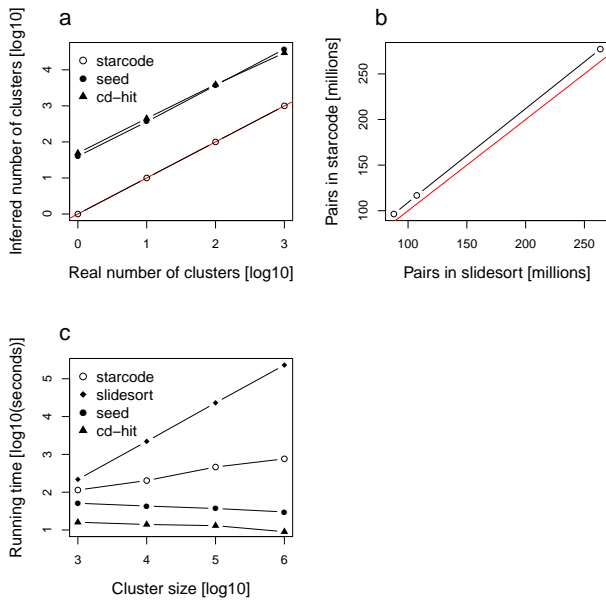 a
Inferred number of clusters [log10]
starcode
seed
cd−hit
0 1 2 3 4
0 1 2 3
Real number of clusters [log10]
b
Pairs in starcode [millions]
100 150 200 250
100 150 200 250
Pairs in slidesort [millions]
c
Running time [log10(seconds)]
starcode
slidesort
seed
cd−hit
1 2 3 4 5
3 4 5 6
Cluster size [log10]